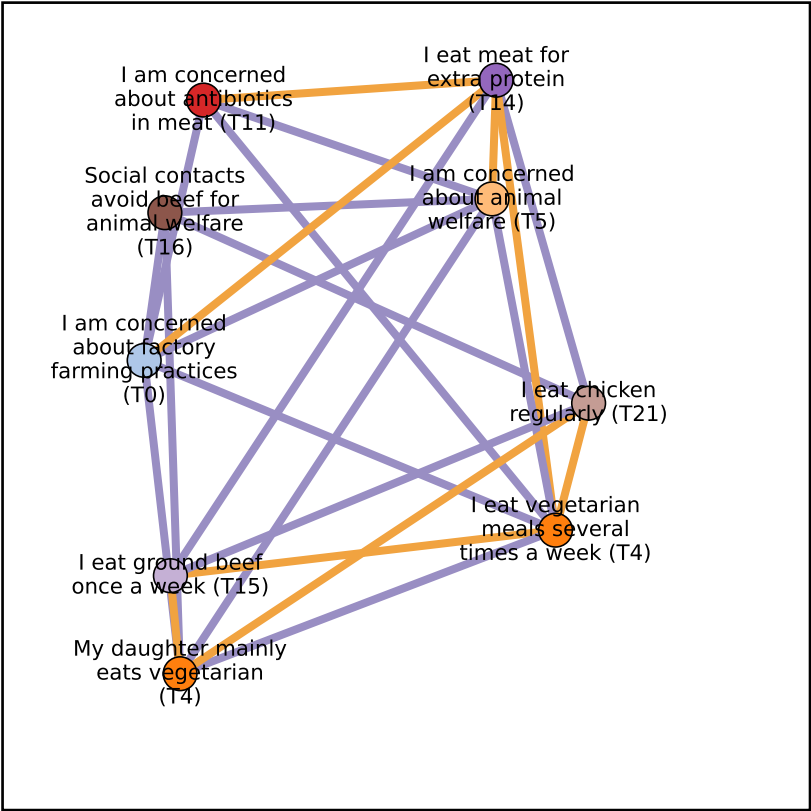 I eat meat for
extra protein
(T14)
I am concerned
about antibiotics
in meat (T11)
Social contacts
avoid beef for
animal welfare
(T16)
I am concerned
about animal
welfare (T5)
I am concerned
about factory
farming practices
(T0)
I eat chicken
regularly (T21)
I eat vegetarian
meals several
times a week (T4)
I eat ground beef
once a week (T15)
My daughter mainly
eats vegetarian
(T4)